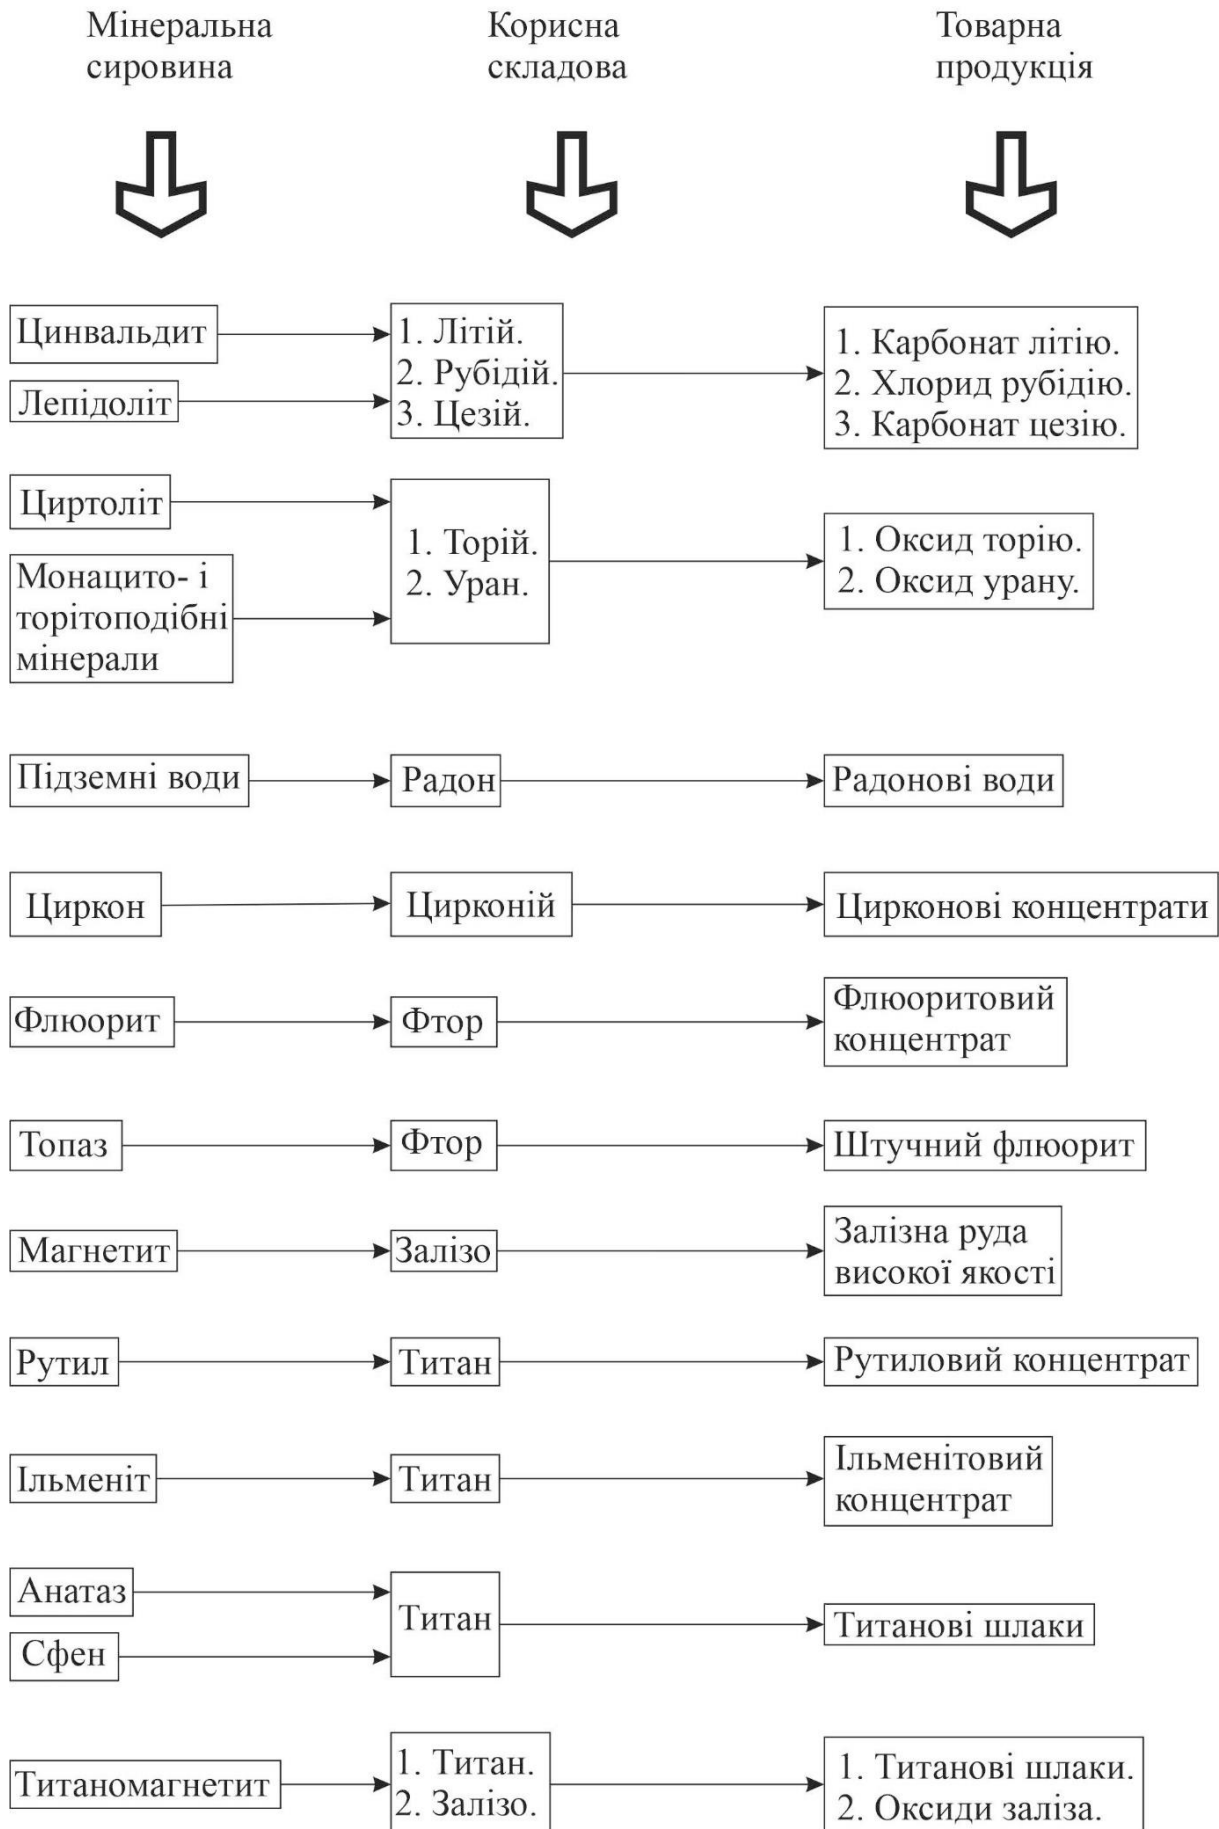 Мінеральна
сировина
Корисна
складова
Товарна
продукція
Цинвальдит
Лепідоліт
1. Літій.
2. Рубідій.
3. Цезій.
1. Карбонат літію.
2. Хлорид рубідію.
3. Карбонат цезію.
Циртоліт
Монацито- і
торітоподібні
мінерали
1. Торій.
2. Уран.
1. Оксид торію.
2. Оксид урану.
Підземні води
Радон
Радонові води
Циркон
Цирконій
Цирконові концентрати
Флюорит
Фтор
Флюоритовий
концентрат
Топаз
Фтор
Штучний флюорит
Магнетит
Залізо
Залізна руда
високої якості
Рутил
Титан
Рутиловий концентрат
Ільменіт
Титан
Ільменітовий
концентрат
Анатаз
Сфен
Титан
Титанові шлаки
Титаномагнетит
1. Титан.
2. Залізо.
1. Титанові шлаки.
2. Оксиди заліза.